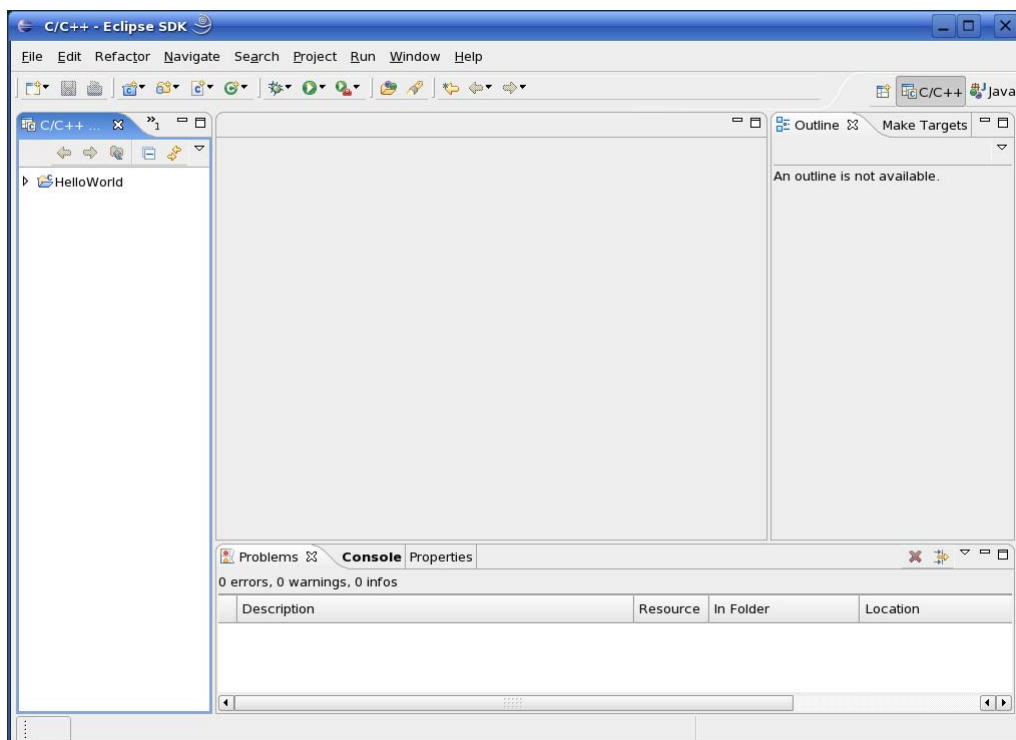 C/C++ - Eclipse SDK
File Edit Refactor Navigate Search Project Run Window Help
C/C++ Java
C/C++ ... »1
Outline Make Targets
HelloWorld
An outline is not available.
Problems Console Properties
0 errors, 0 warnings, 0 infos
Description Resource In Folder Location